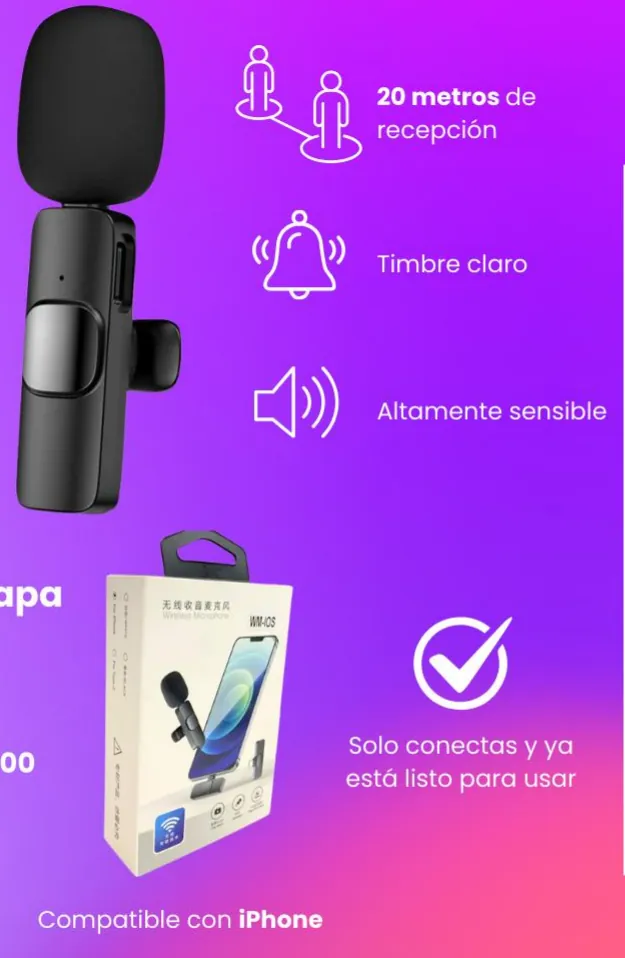 20 metros de
recepción
Timbre claro
Altamente sensible
apa
无线收音麦克风
Wireless Microphone
WM-IOS
00
Solo conectas y ya
está listo para usar
Compatible con iPhone